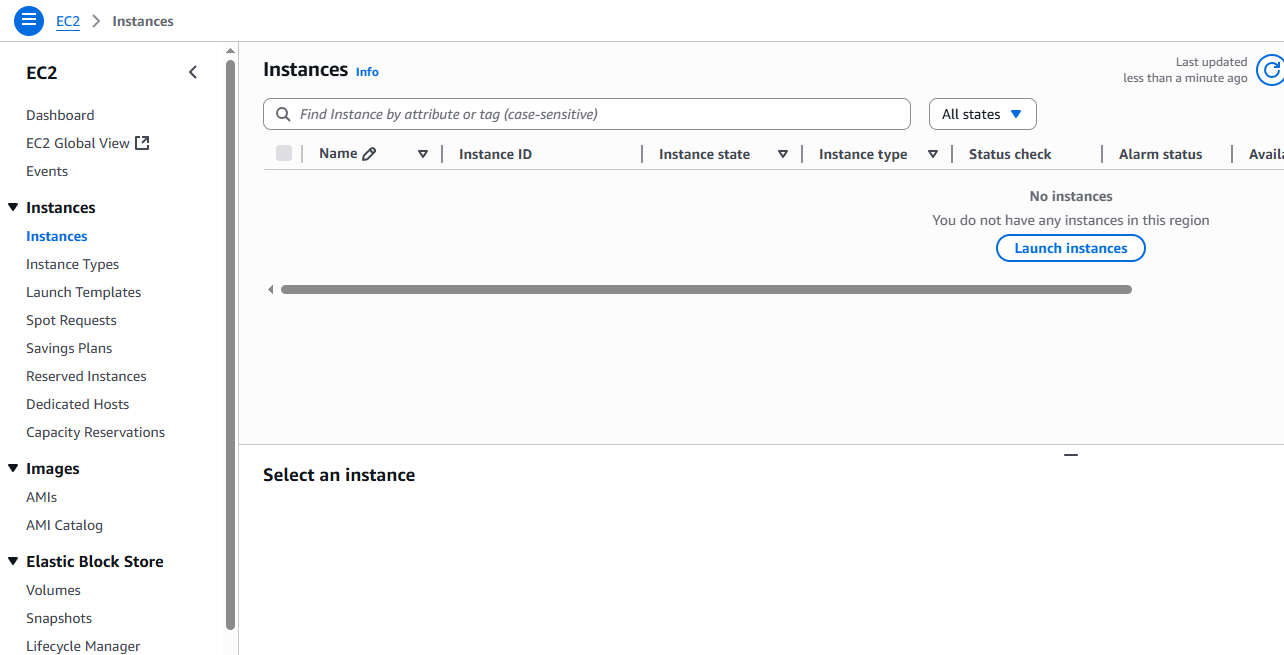 EC2 > Instances
EC2
Dashboard
EC2 Global View
Events
Instances
Instances
Instance Types
Launch Templates
Spot Requests
Savings Plans
Reserved Instances
Dedicated Hosts
Capacity Reservations
Images
AMIs
AMI Catalog
Elastic Block Store
Volumes
Snapshots
Lifecycle Manager
Instances Info
Last updated
less than a minute ago
Find Instance by attribute or tag (case-sensitive)
All states
Name Instance ID Instance state Instance type Status check Alarm status Availa
No instances
You do not have any instances in this region
Launch instances
Select an instance